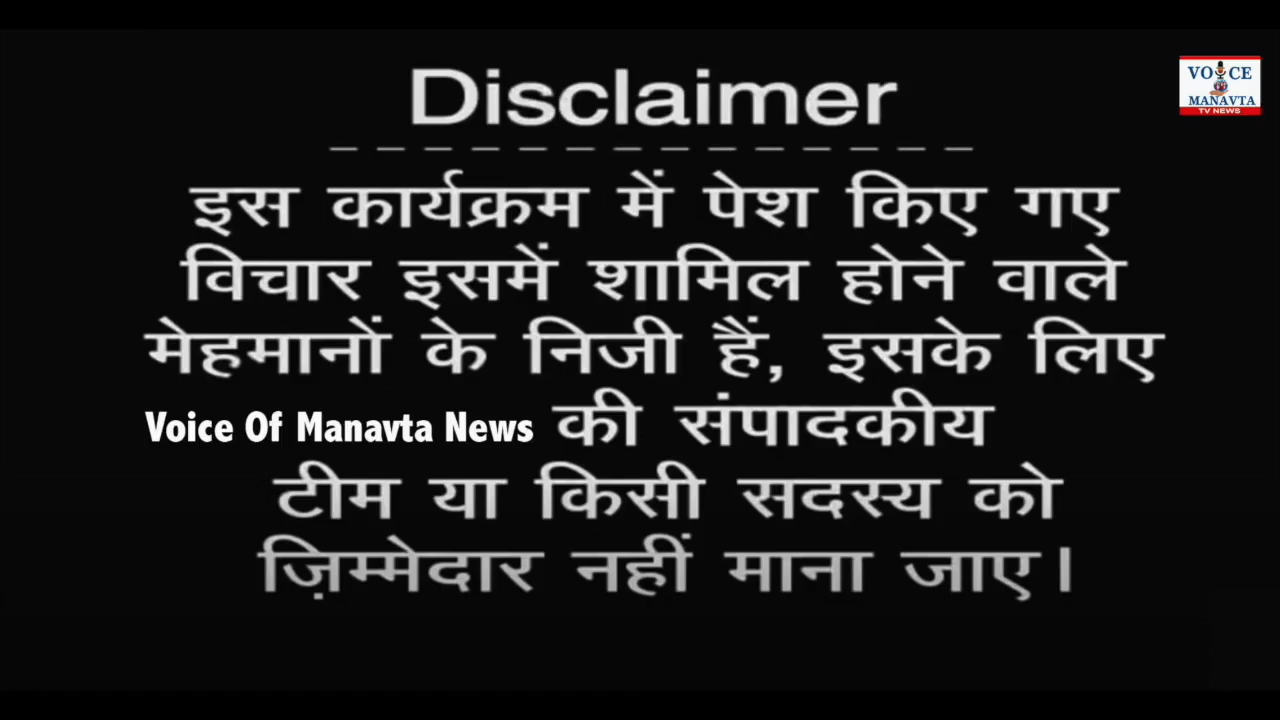 Disclaimer
VOICE
MANAVTA
TV NEWS
इस कार्यक्रम में पेश किए गए
विचार इसमें शामिल होने वाले
मेहमानों के निजी हैं, इसके लिए
Voice Of Manavta News की संपादकीय
टीम या किसी सदस्य को
ज़िम्मेदार नहीं माना जाए।